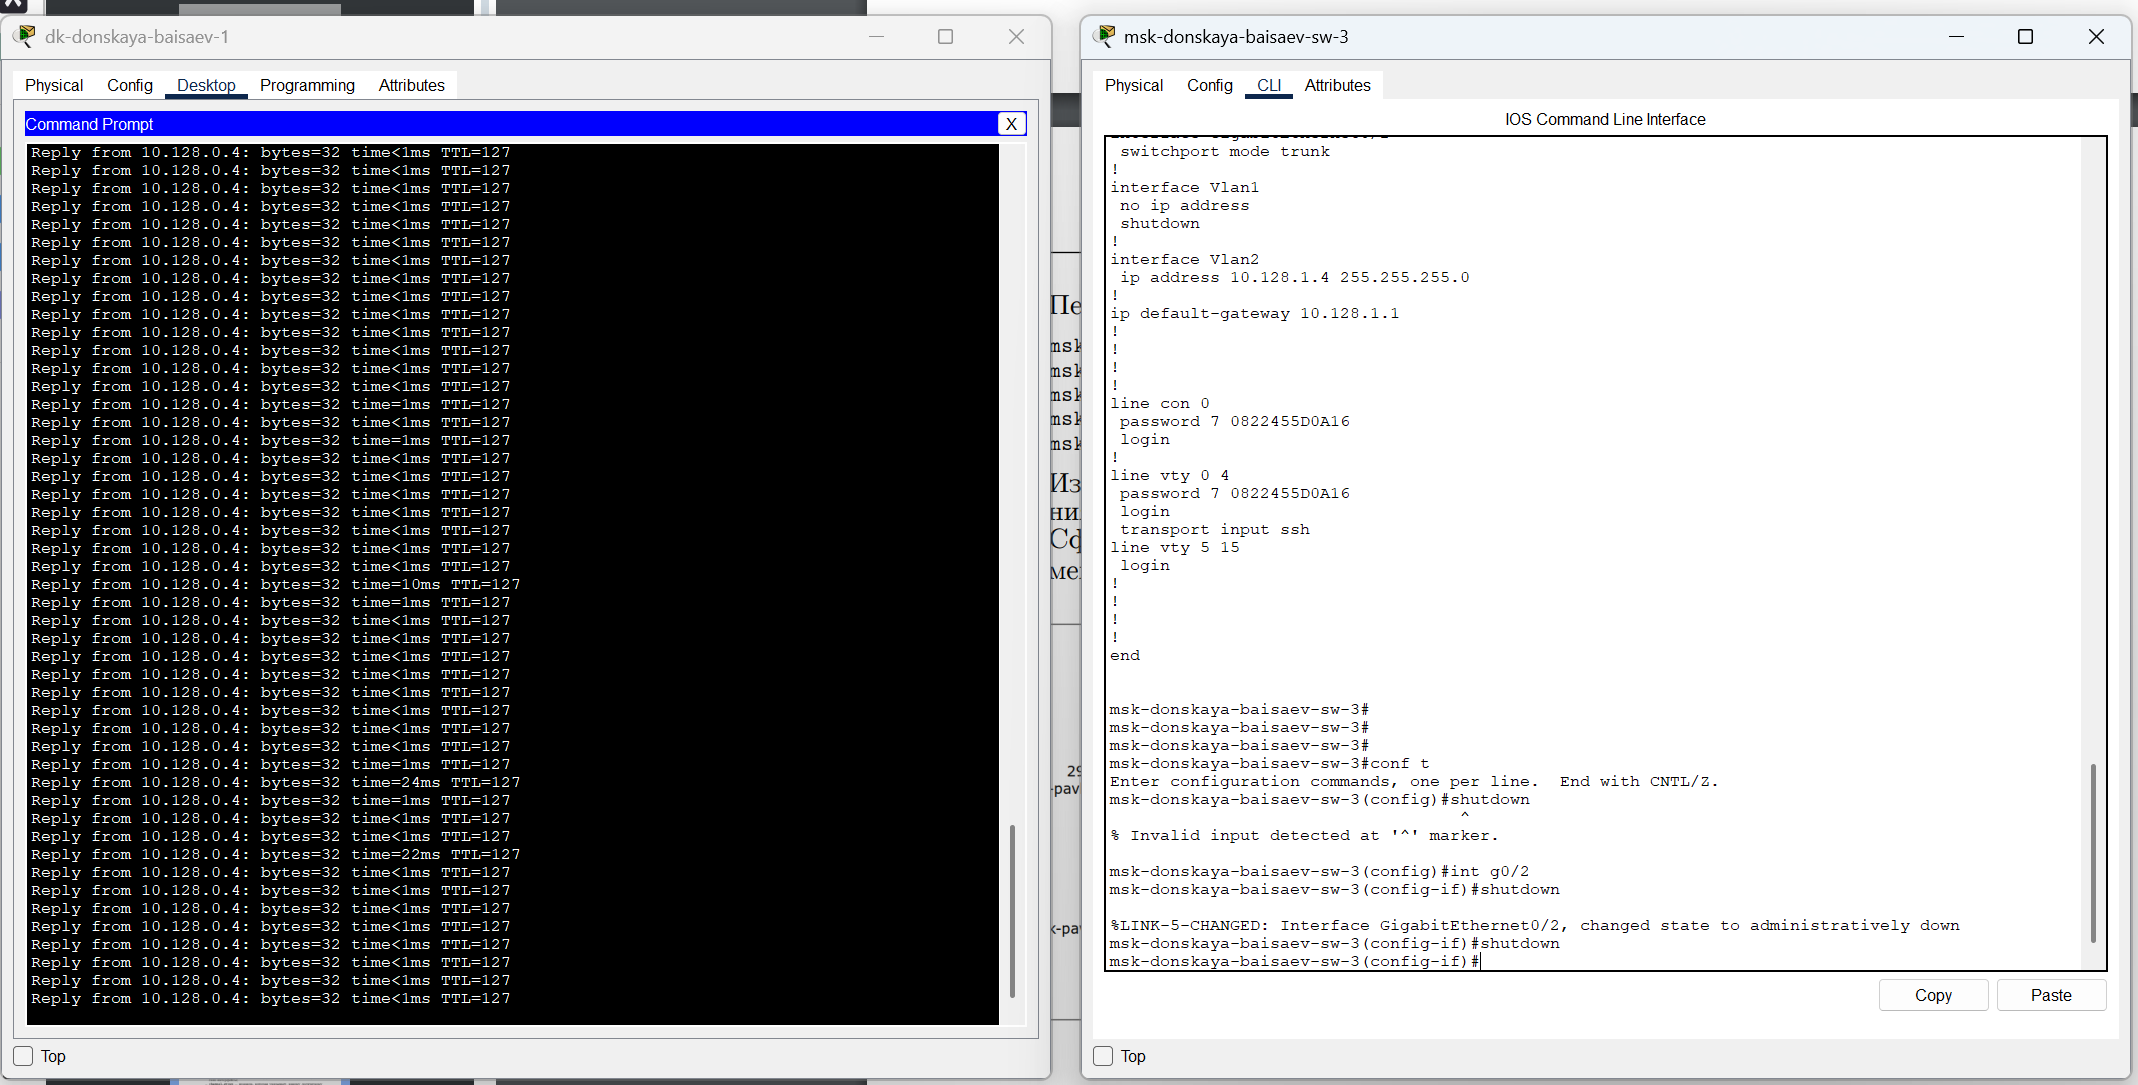 dk-donskaya-baisaev-1
Physical Config Desktop Programming Attributes
Command Prompt
X
Reply from 10.128.0.4: bytes=32 time<1ms TTL=127
Reply from 10.128.0.4: bytes=32 time<1ms TTL=127
Reply from 10.128.0.4: bytes=32 time<1ms TTL=127
Reply from 10.128.0.4: bytes=32 time<1ms TTL=127
Reply from 10.128.0.4: bytes=32 time<1ms TTL=127
Reply from 10.128.0.4: bytes=32 time<1ms TTL=127
Reply from 10.128.0.4: bytes=32 time<1ms TTL=127
Reply from 10.128.0.4: bytes=32 time<1ms TTL=127
Reply from 10.128.0.4: bytes=32 time<1ms TTL=127
Reply from 10.128.0.4: bytes=32 time<1ms TTL=127
Reply from 10.128.0.4: bytes=32 time<1ms TTL=127
Reply from 10.128.0.4: bytes=32 time<1ms TTL=127
Reply from 10.128.0.4: bytes=32 time<1ms TTL=127
Reply from 10.128.0.4: bytes=32 time<1ms TTL=127
Reply from 10.128.0.4: bytes=32 time=1ms TTL=127
Reply from 10.128.0.4: bytes=32 time<1ms TTL=127
Reply from 10.128.0.4: bytes=32 time=1ms TTL=127
Reply from 10.128.0.4: bytes=32 time<1ms TTL=127
Reply from 10.128.0.4: bytes=32 time<1ms TTL=127
Reply from 10.128.0.4: bytes=32 time<1ms TTL=127
Reply from 10.128.0.4: bytes=32 time<1ms TTL=127
Reply from 10.128.0.4: bytes=32 time<1ms TTL=127
Reply from 10.128.0.4: bytes=32 time<1ms TTL=127
Reply from 10.128.0.4: bytes=32 time<1ms TTL=127
Reply from 10.128.0.4: bytes=32 time=10ms TTL=127
Reply from 10.128.0.4: bytes=32 time=1ms TTL=127
Reply from 10.128.0.4: bytes=32 time<1ms TTL=127
Reply from 10.128.0.4: bytes=32 time<1ms TTL=127
Reply from 10.128.0.4: bytes=32 time<1ms TTL=127
Reply from 10.128.0.4: bytes=32 time<1ms TTL=127
Reply from 10.128.0.4: bytes=32 time<1ms TTL=127
Reply from 10.128.0.4: bytes=32 time<1ms TTL=127
Reply from 10.128.0.4: bytes=32 time<1ms TTL=127
Reply from 10.128.0.4: bytes=32 time<1ms TTL=127
Reply from 10.128.0.4: bytes=32 time=1ms TTL=127
Reply from 10.128.0.4: bytes=32 time=24ms TTL=127
Reply from 10.128.0.4: bytes=32 time=1ms TTL=127
Reply from 10.128.0.4: bytes=32 time<1ms TTL=127
Reply from 10.128.0.4: bytes=32 time<1ms TTL=127
Reply from 10.128.0.4: bytes=32 time=22ms TTL=127
Reply from 10.128.0.4: bytes=32 time<1ms TTL=127
Reply from 10.128.0.4: bytes=32 time<1ms TTL=127
Reply from 10.128.0.4: bytes=32 time<1ms TTL=127
Reply from 10.128.0.4: bytes=32 time<1ms TTL=127
Reply from 10.128.0.4: bytes=32 time<1ms TTL=127
Reply from 10.128.0.4: bytes=32 time<1ms TTL=127
Reply from 10.128.0.4: bytes=32 time<1ms TTL=127
Reply from 10.128.0.4: bytes=32 time<1ms TTL=127
Top
msk-donskaya-baisaev-sw-3
Physical Config CLI Attributes
IOS Command Line Interface
switchport mode trunk
!
interface Vlan1
no ip address
shutdown
!
interface Vlan2
ip address 10.128.1.4 255.255.255.0
!
ip default-gateway 10.128.1.1
!
!
!
!
line con 0
password 7 0822455D0A16
login
!
line vty 0 4
password 7 0822455D0A16
login
transport input ssh
line vty 5 15
login
!
!
!
!
end
msk-donskaya-baisaev-sw-3#
msk-donskaya-baisaev-sw-3#
msk-donskaya-baisaev-sw-3#
msk-donskaya-baisaev-sw-3#conf t
Enter configuration commands, one per line. End with CNTL/Z.
msk-donskaya-baisaev-sw-3(config)#shutdown
^
% Invalid input detected at '^' marker.
msk-donskaya-baisaev-sw-3(config)#int g0/2
msk-donskaya-baisaev-sw-3(config-if)#shutdown
%LINK-5-CHANGED: Interface GigabitEthernet0/2, changed state to administratively down
msk-donskaya-baisaev-sw-3(config-if)#shutdown
msk-donskaya-baisaev-sw-3(config-if)#
Copy Paste
Top